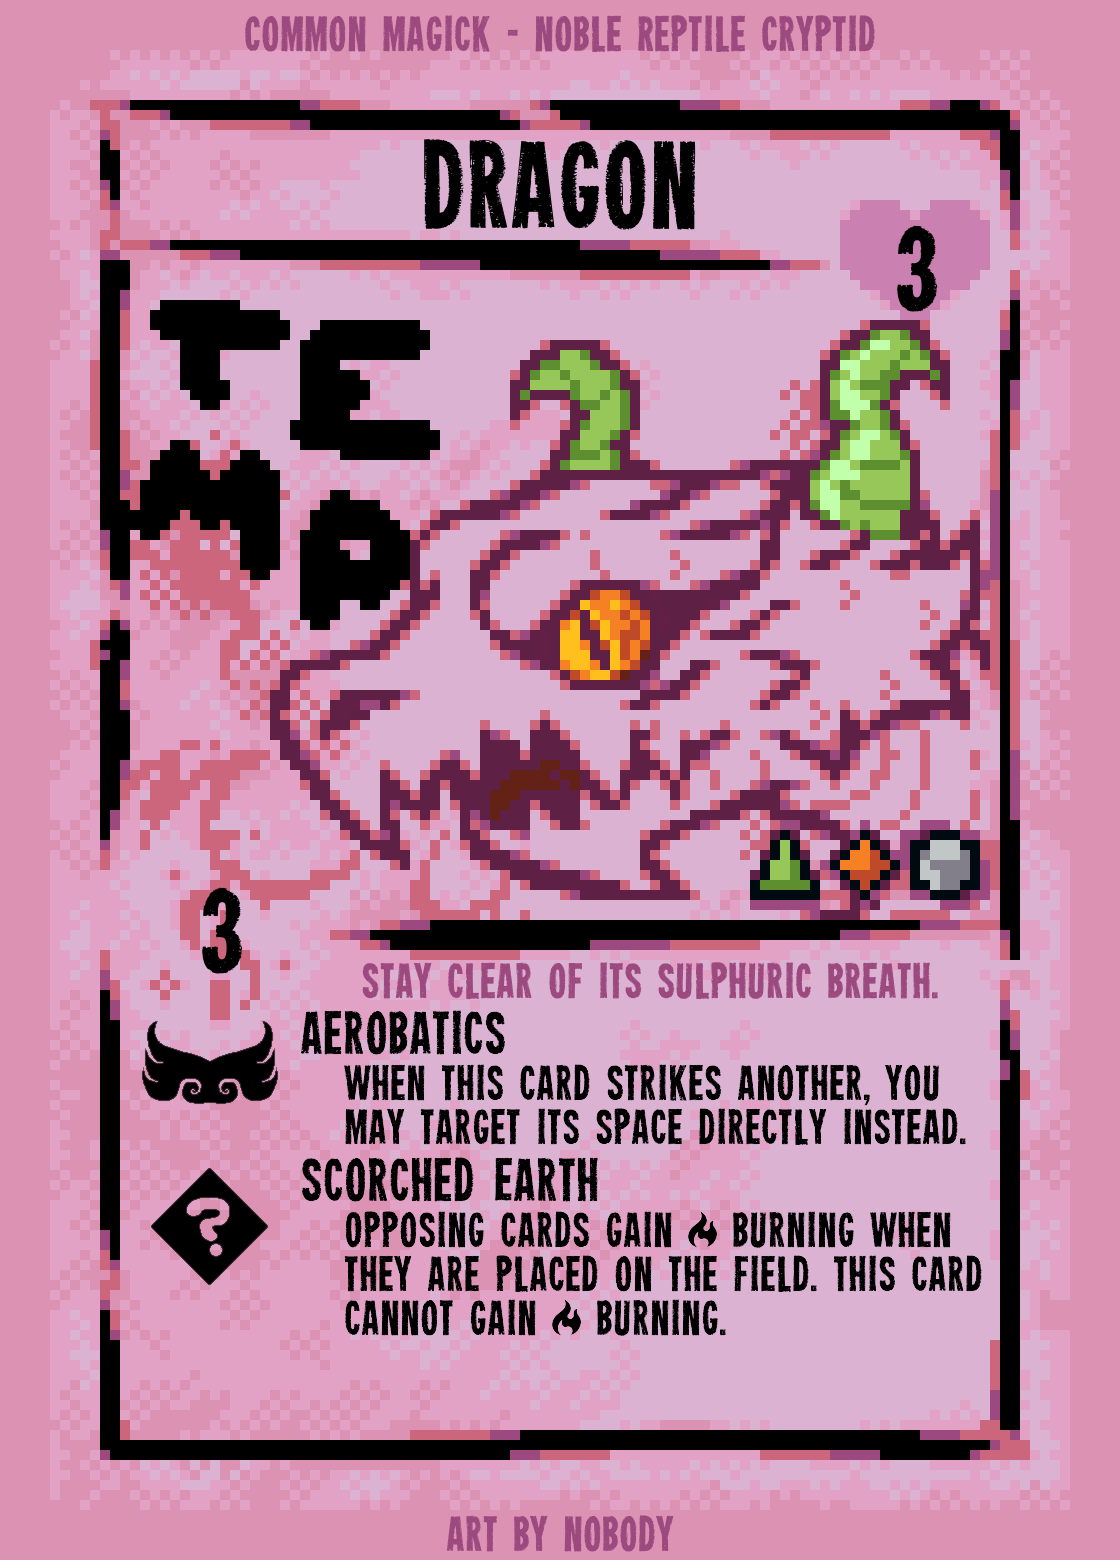 COMMON MAGICK - NOBLE REPTILE CRYPTID
DRAGON
3
TE
MP
3
STAY CLEAR OF ITS SULPHURIC BREATH.
AEROBATICS
WHEN THIS CARD STRIKES ANOTHER, YOU
MAY TARGET ITS SPACE DIRECTLY INSTEAD.
SCORCHED EARTH
?
OPPOSING CARDS GAIN BURNING WHEN
THEY ARE PLACED ON THE FIELD. THIS CARD
CANNOT GAIN BURNING.
ART BY NOBODY